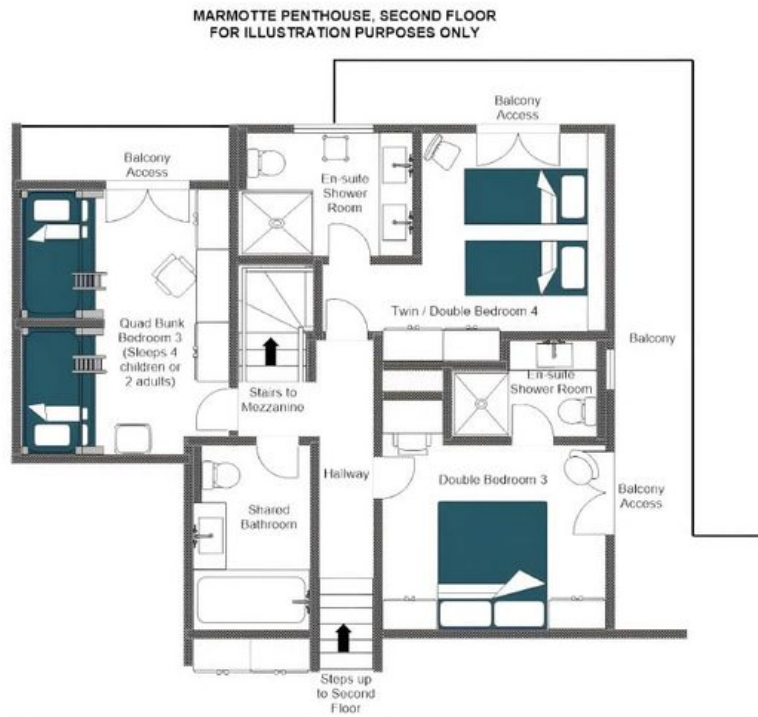 MARMOTTE PENTHOUSE, SECOND FLOOR
FOR ILLUSTRATION PURPOSES ONLY
Balcony
Access
Balcony
Access
En-suite
Shower
Room
Twin / Double Bedroom 4
Quad Bunk
Bedroom 3
(Sleeps 4
children or
2 adults)
Balcony
Stairs to
Mezzanine
En-suite
Shower Room
Hallway
Double Bedroom 3
Balcony
Access
Shared
Bathroom
Steps up
to Second
Floor